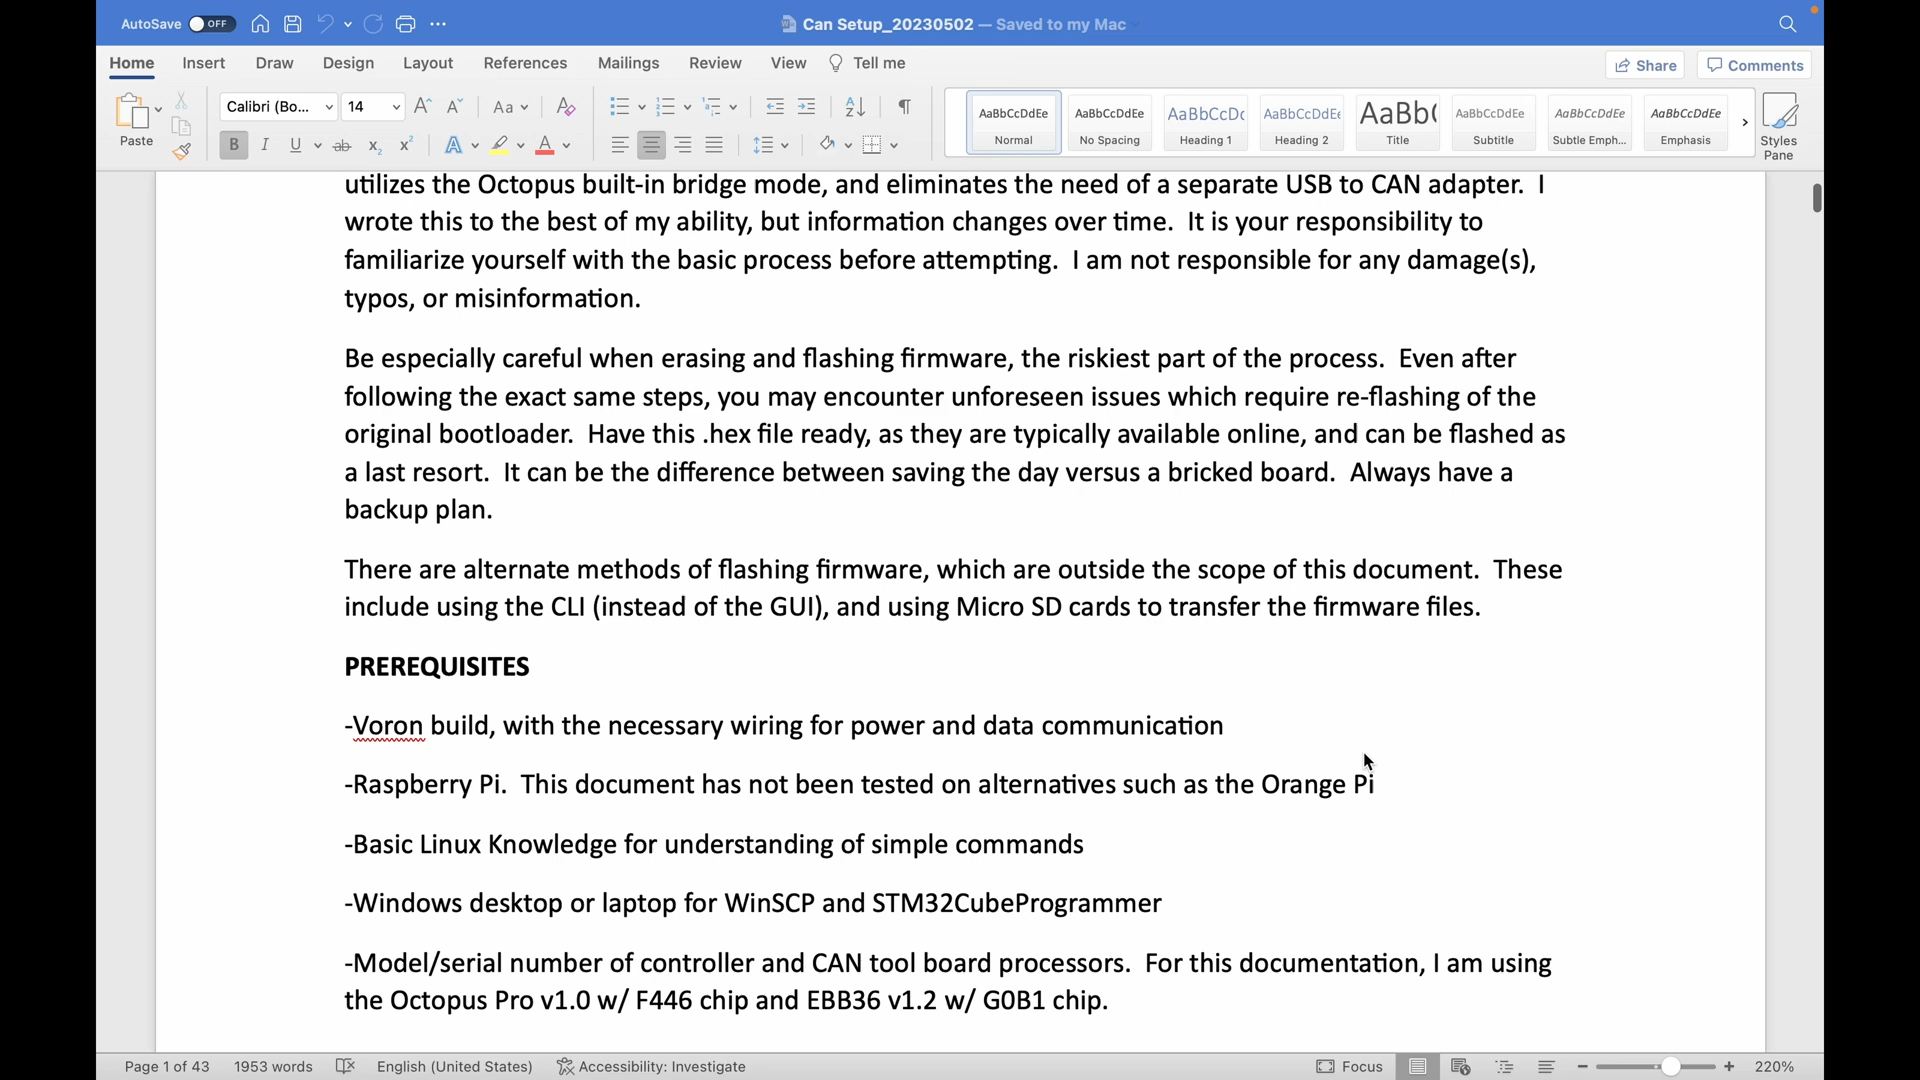 AutoSave OFF
Can Setup_20230502 — Saved to my Mac
Home Insert Draw Design Layout References Mailings Review View Tell me Share Comments
Paste
Calibri (Bo... 14
AaBbCcDdEe AaBbCcDdEe AaBbCcDc AaBbCcDdEe AaBb( AaBbCcDdEe AaBbCcDdEe AaBbCcDdEe
Normal No Spacing Heading 1 Heading 2 Title Subtitle Subtle Emph... Emphasis
Styles
Pane
utilizes the Octopus built-in bridge mode, and eliminates the need of a separate USB to CAN adapter. I
wrote this to the best of my ability, but information changes over time. It is your responsibility to
familiarize yourself with the basic process before attempting. I am not responsible for any damage(s),
typos, or misinformation.
Be especially careful when erasing and flashing firmware, the riskiest part of the process. Even after
following the exact same steps, you may encounter unforeseen issues which require re-flashing of the
original bootloader. Have this .hex file ready, as they are typically available online, and can be flashed as
a last resort. It can be the difference between saving the day versus a bricked board. Always have a
backup plan.
There are alternate methods of flashing firmware, which are outside the scope of this document. These
include using the CLI (instead of the GUI), and using Micro SD cards to transfer the firmware files.
PREREQUISITES
-Voron build, with the necessary wiring for power and data communication
-Raspberry Pi. This document has not been tested on alternatives such as the Orange Pi
-Basic Linux Knowledge for understanding of simple commands
-Windows desktop or laptop for WinSCP and STM32CubeProgrammer
-Model/serial number of controller and CAN tool board processors. For this documentation, I am using
the Octopus Pro v1.0 w/ F446 chip and EBB36 v1.2 w/ G0B1 chip.
Page 1 of 43 1953 words English (United States) Accessibility: Investigate Focus 220%